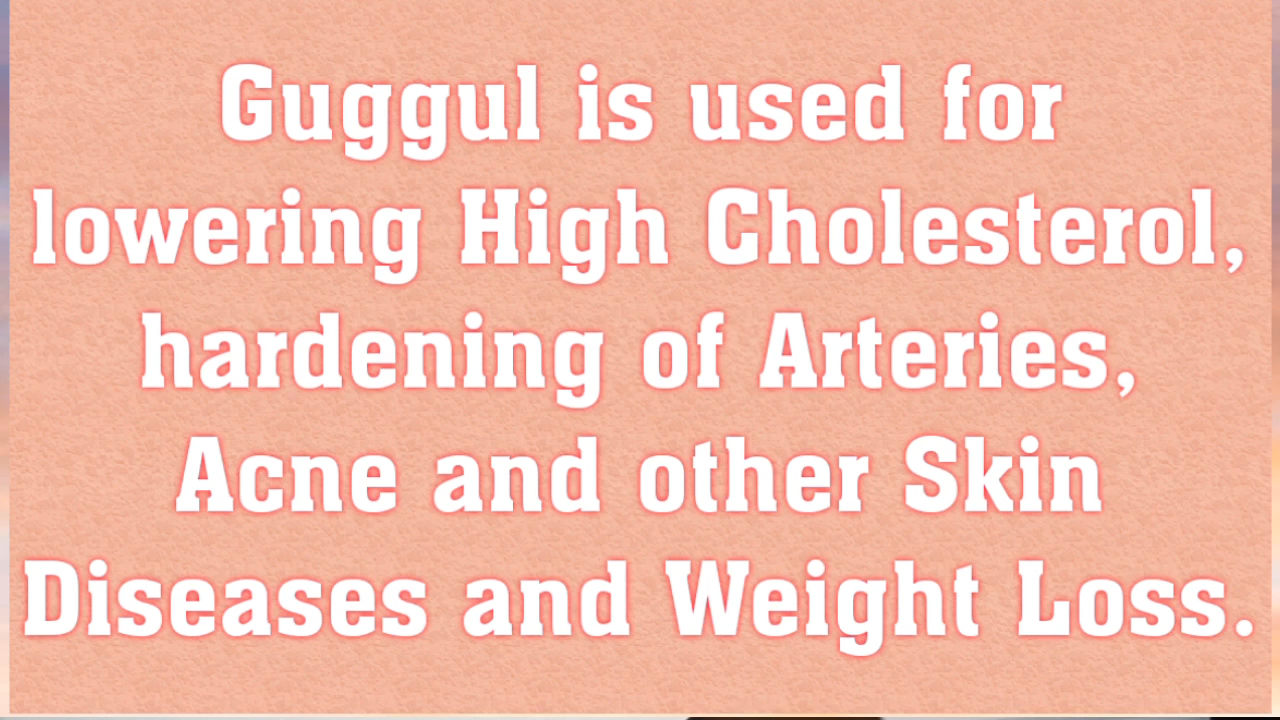 Guggul is used for
lowering High Cholesterol,
hardening of Arteries,
Acne and other Skin
Diseases and Weight Loss.